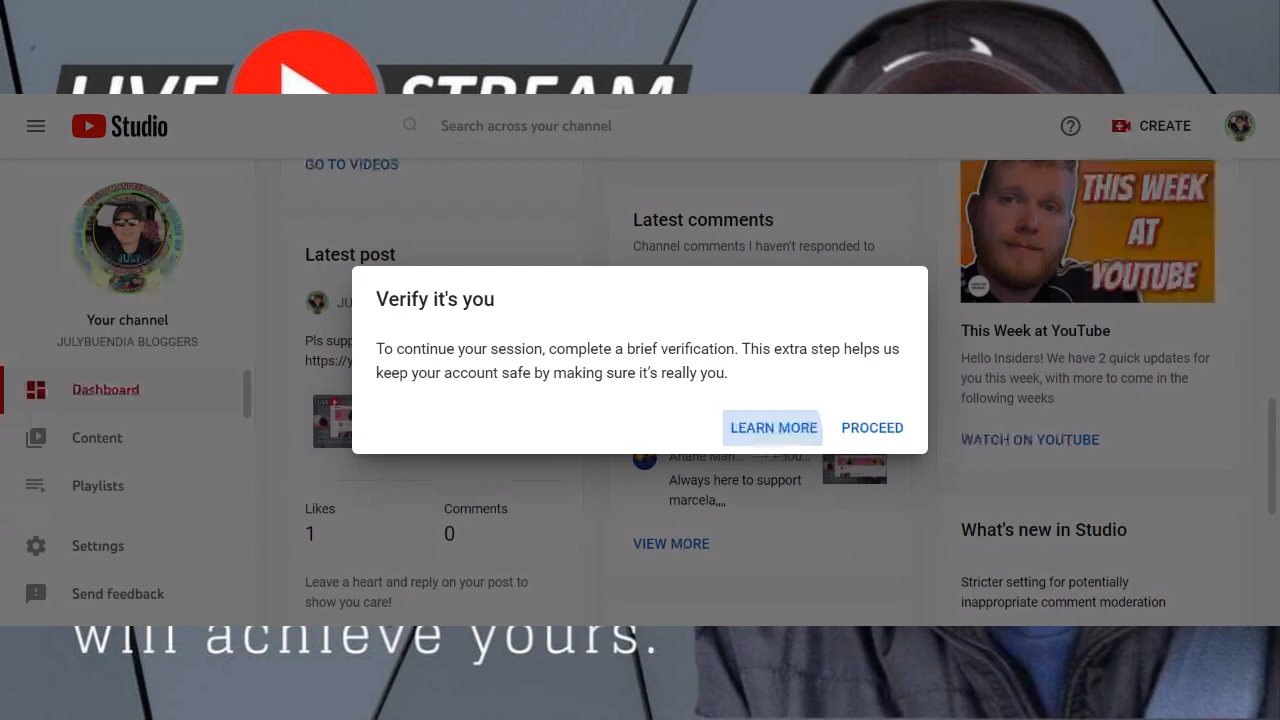 LIVE STREAM
Studio
Search across your channel
CREATE
GO TO VIDEOS
Your channel
JULYBUENDIA BLOGGERS
Dashboard
Content
Playlists
Settings
Send feedback
Latest post
JU
Pls supp
https://y
Likes
Comments
1
0
Leave a heart and reply on your post to
show you care!
Latest comments
Channel comments I haven't responded to
Verify it's you
To continue your session, complete a brief verification. This extra step helps us
keep your account safe by making sure it's really you.
LEARN MORE
PROCEED
Always here to support
marcela,,,,
VIEW MORE
THIS WEEK
AT
YOUTUBE
This Week at YouTube
Hello Insiders! We have 2 quick updates for
you this week, with more to come in the
following weeks
WATCH ON YOUTUBE
What's new in Studio
Stricter setting for potentially
inappropriate comment moderation
will achieve yours.